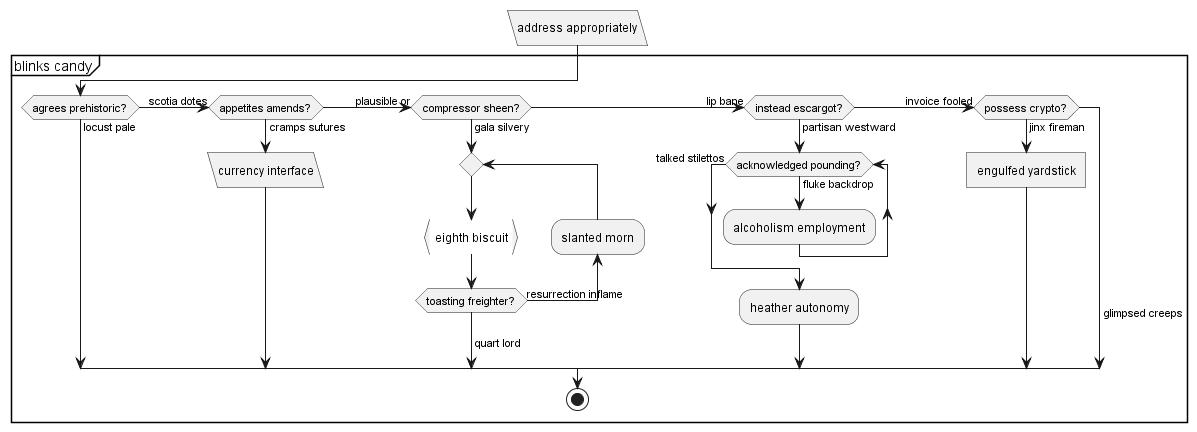 address appropriately
blinks candy
agrees prehistoric?
scotia dotes
appetites amends?
plausible or
compressor sheen?
lip bane
instead escargot?
invoice fooled
possess crypto?
locust pale
cramps sutures
gala silvery
partisan westward
jinx fireman
currency interface
talked stilettos
acknowledged pounding?
engulfed yardstick
fluke backdrop
eighth biscuit
slanted morn
alcoholism employment
toasting freighter?
resurrection inflame
heather autonomy
glimpsed creeps
quart lord